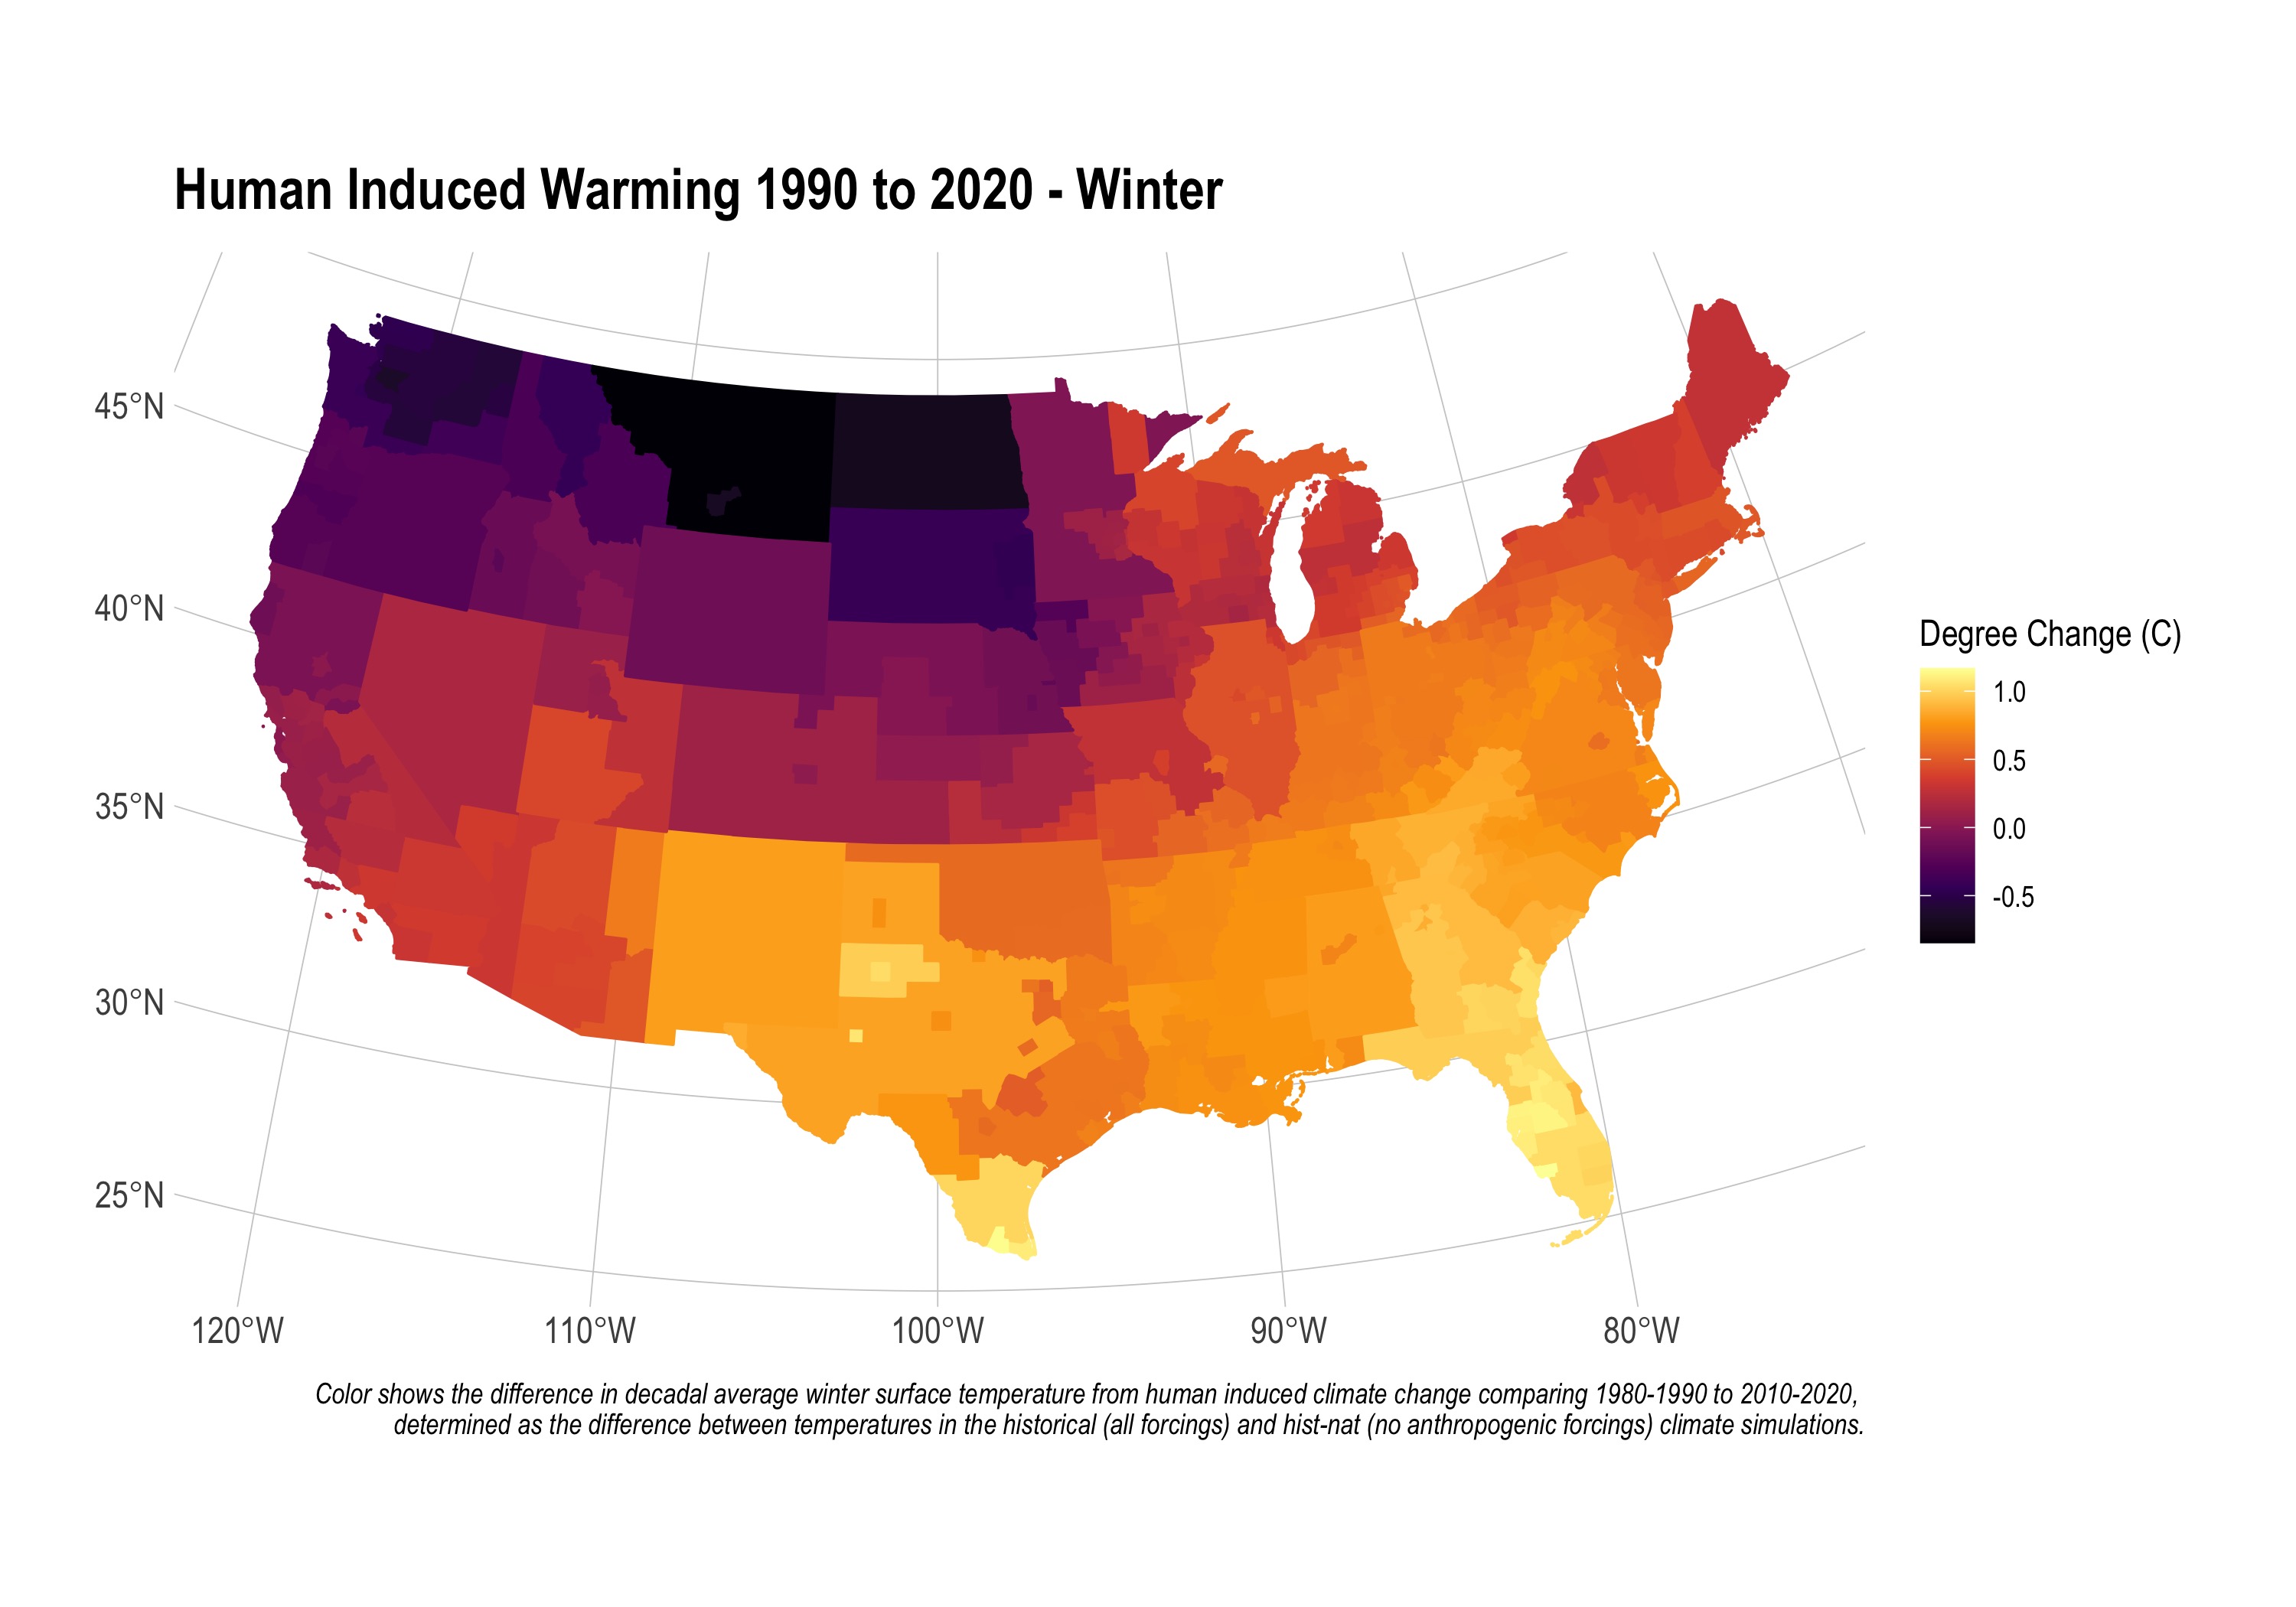 Human Induced Warming 1990 to 2020 - Winter
45°N
40°N
35°N
30°N
25°N
120°W
110°W
100°W
90°W
80°W
Degree Change (C)
1.0
0.5
0.0
-0.5
Color shows the difference in decadal average winter surface temperature from human induced climate change comparing 1980-1990 to 2010-2020,
determined as the difference between temperatures in the historical (all forcings) and hist-nat (no anthropogenic forcings) climate simulations.